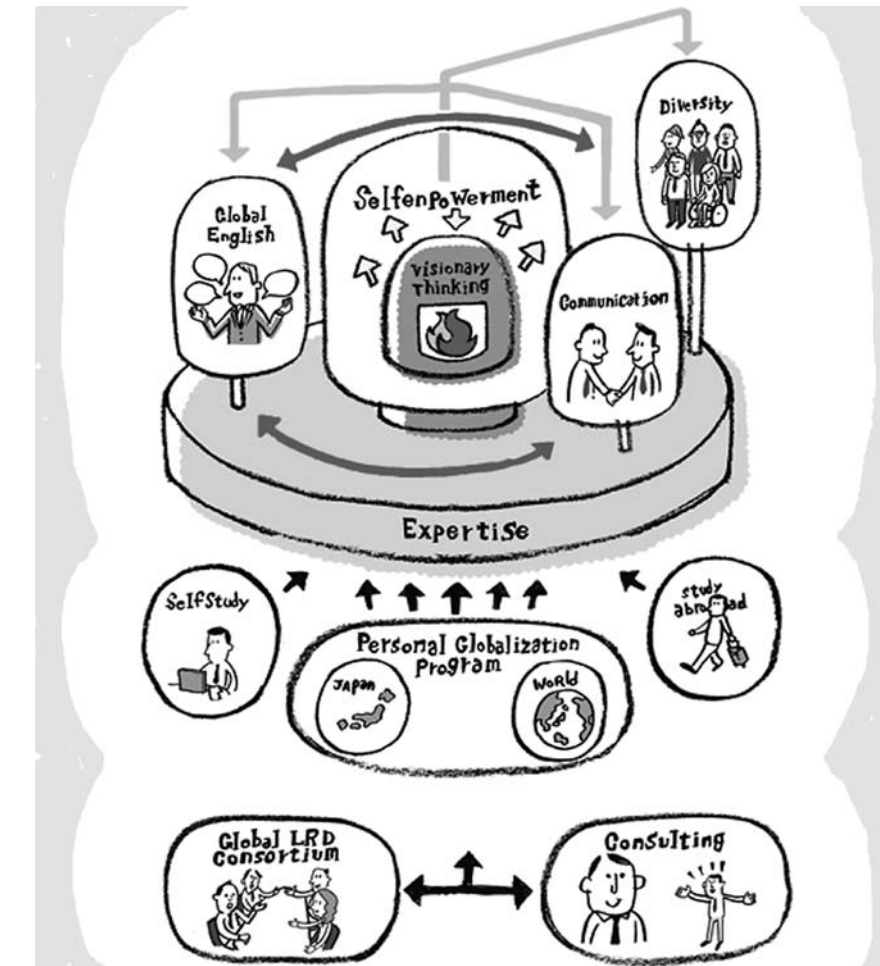 Diversity
Selfenpowerment
Global
English
Visionary
Thinking
Communication
Expertise
SelfStudy
study
abroad
Personal Globalization
Program
JApan
WoRld
Global LRD
Consortium
Consulting